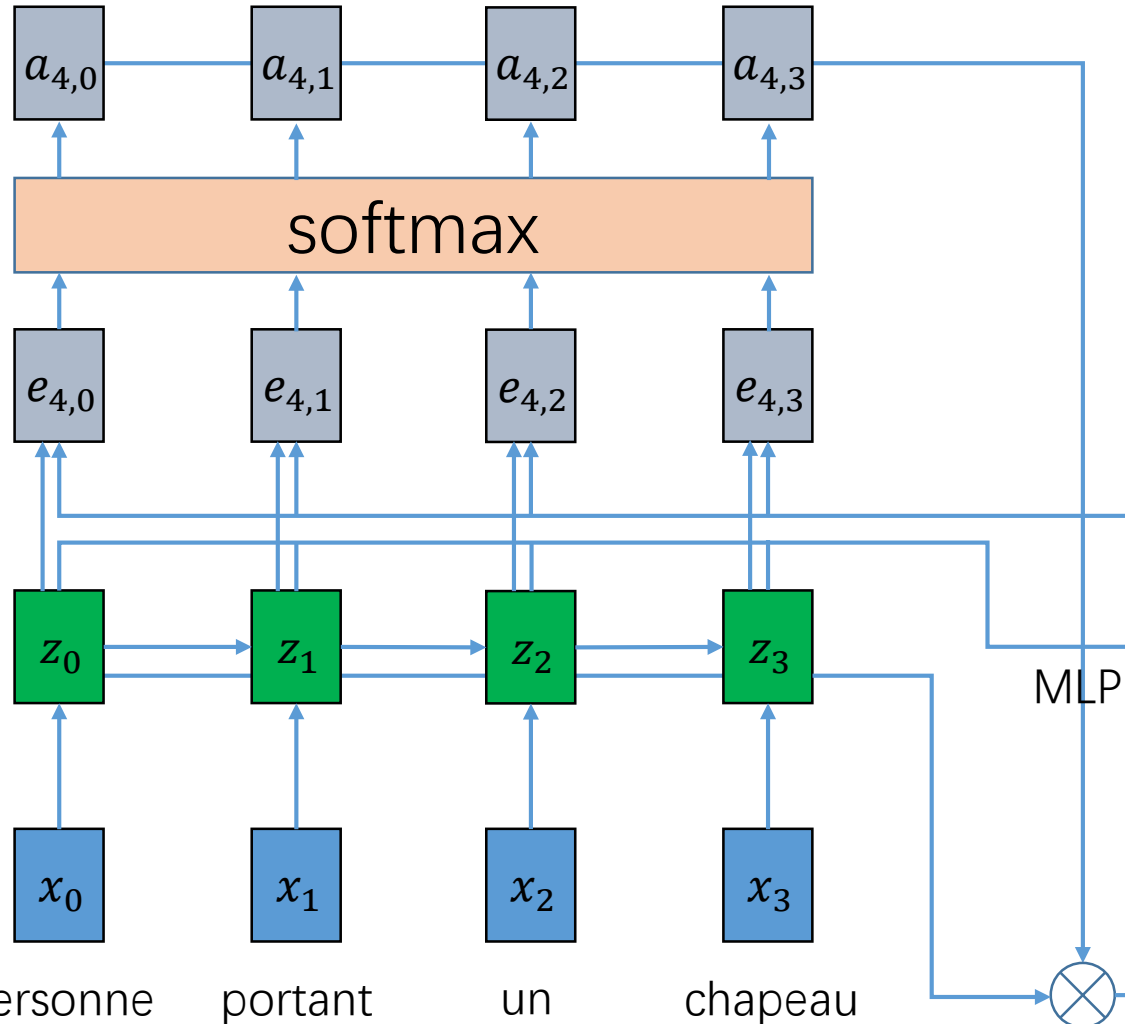 a4,0 a4,1 a4,2 a4,3
softmax
e4,0 e4,1 e4,2 e4,3
z0 z1 z2 z3
MLP
x0 x1 x2 x3
ersonne portant un chapeau